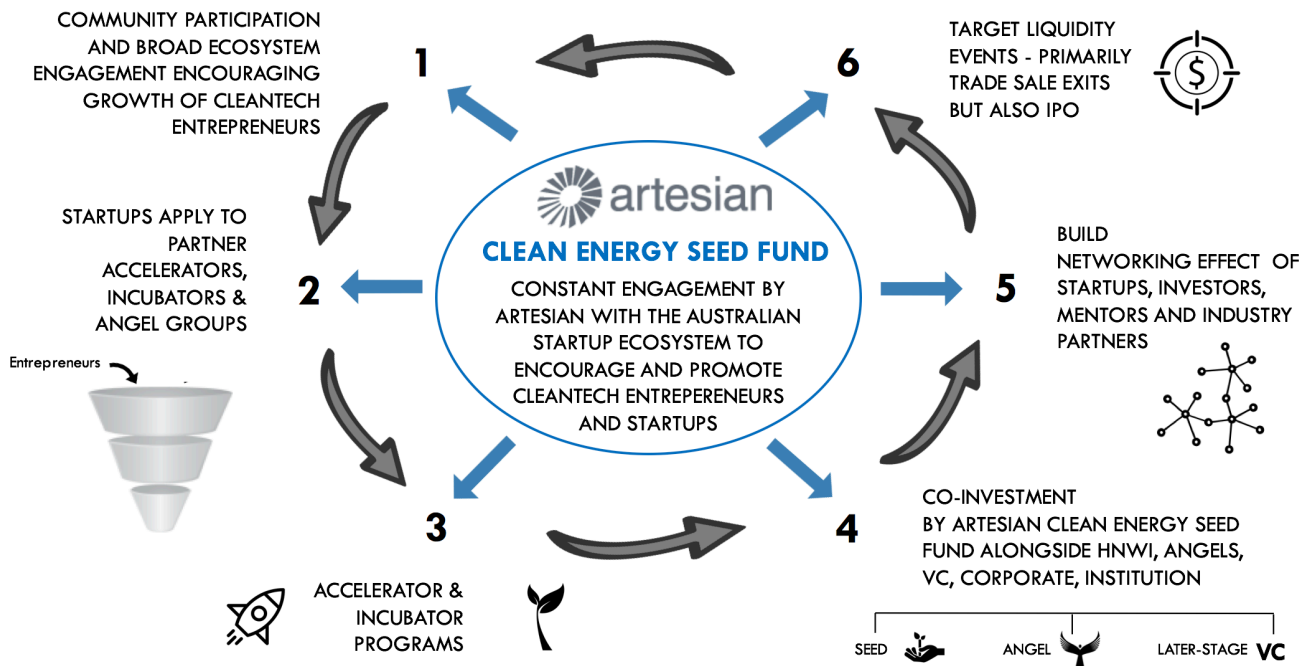 COMMUNITY PARTICIPATION
AND BROAD ECOSYSTEM
ENGAGEMENT ENCOURAGING
GROWTH OF CLEANTECH
ENTREPRENEURS
1
6
TARGET LIQUIDITY
EVENTS - PRIMARILY
TRADE SALE EXITS
BUT ALSO IPO
$
artesian
CLEAN ENERGY SEED FUND
CONSTANT ENGAGEMENT BY
ARTESIAN WITH THE AUSTRALIAN
STARTUP ECOSYSTEM TO
ENCOURAGE AND PROMOTE
CLEANTECH ENTREPERENEURS
AND STARTUPS
STARTUPS APPLY TO
PARTNER
ACCELERATORS,
INCUBATORS &
ANGEL GROUPS
2
Entrepreneurs
5
BUILD
NETWORKING EFFECT OF
STARTUPS, INVESTORS,
MENTORS AND INDUSTRY
PARTNERS
3
ACCELERATOR &
INCUBATOR
PROGRAMS
4
CO-INVESTMENT
BY ARTESIAN CLEAN ENERGY SEED
FUND ALONGSIDE HNWI, ANGELS,
VC, CORPORATE, INSTITUTION
SEED
ANGEL
LATER-STAGE VC